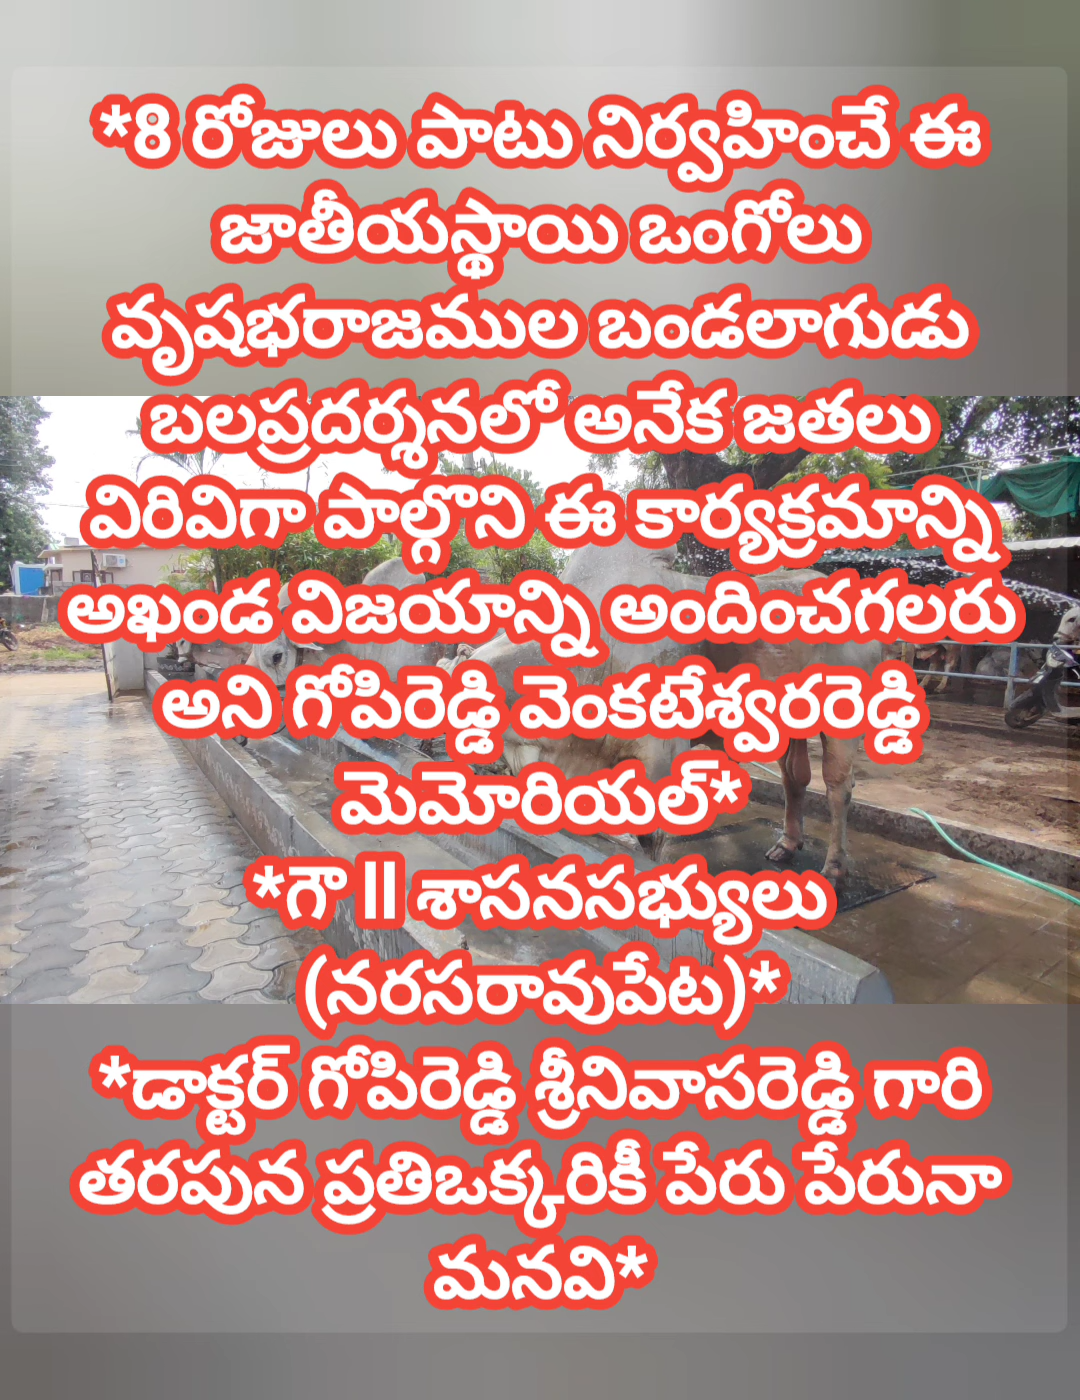 *8 రోజులు పాటు నిర్వహించే ఈ
జాతీయస్థాయి ఒంగోలు
వృషభరాజముల బండలాగుడు
బలప్రదర్శనలో అనేక జతలు
విరివిగా పాల్గొని ఈ కార్యక్రమాన్ని
అఖండ విజయాన్ని అందించగలరు
అని గోపిరెడ్డి వెంకటేశ్వరరెడ్డి
మెమోరియల్*
*గౌ || శాసనసభ్యులు
(నరసరావుపేట)*
*డాక్టర్ గోపిరెడ్డి శ్రీనివాసరెడ్డి గారి
తరపున ప్రతిఒక్కరికీ పేరు పేరునా
మనవి*